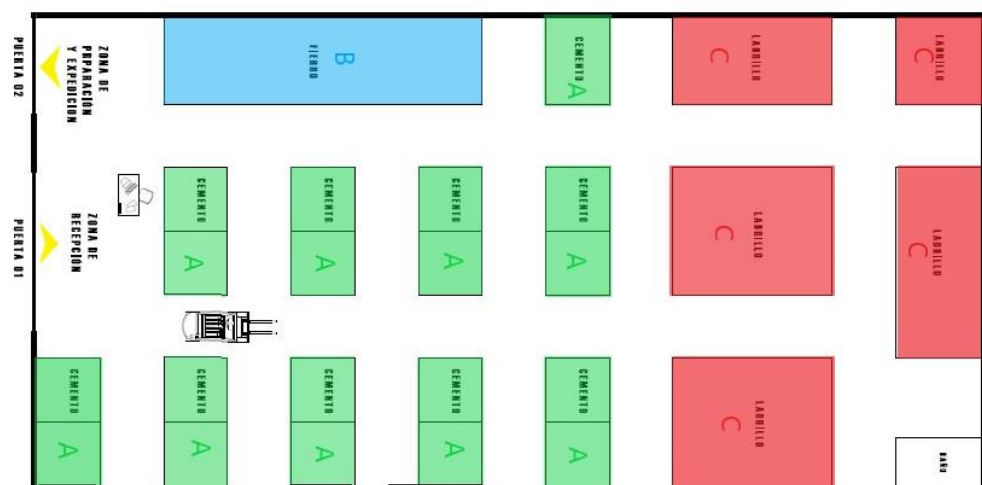 PUERTA 02
ZONA DE
PRPARACIÓN
Y EXPEDICIÓN
B
FIERRO
CEMENTO
A
LADRILLO
C
LADRILLO
C
PUERTA 01
ZONA DE
RECEPCIÓN
CEMENTO
A
CEMENTO
A
CEMENTO
A
CEMENTO
A
LADRILLO
C
LADRILLO
C
CEMENTO
A
CEMENTO
A
CEMENTO
A
CEMENTO
A
CEMENTO
A
LADRILLO
C
BAÑO